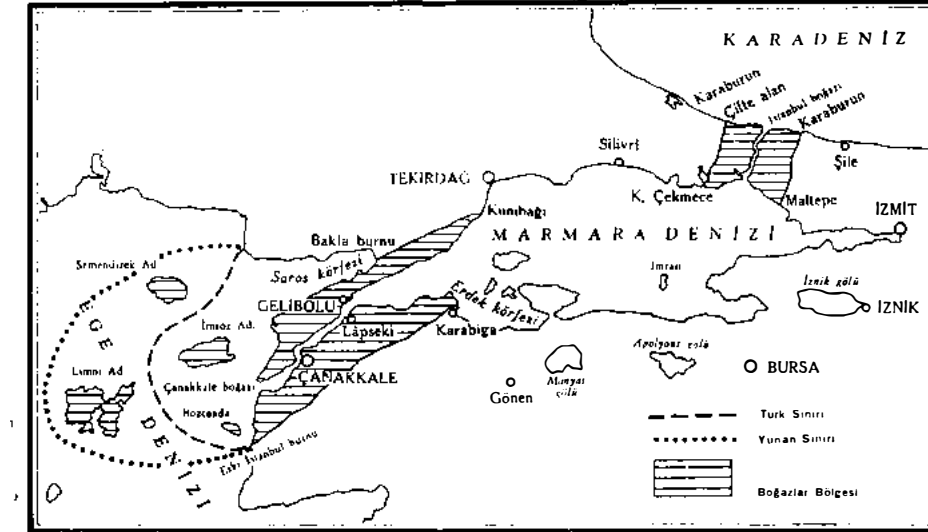 KARADENİZ
Karaburun
Çifte alan
İstanbul boğazı
Karaburun
Silivri
Şile
TEKİRDAĞ
K. Çekmece
Maltepe
Kumbağı
İZMİT
MARMARA DENİZİ
Bakla burnu
Saros körfezi
Semendirek Ad
İmralı
İznik gölü
GELİBOLU
Erdek körfezi
İZNİK
EGE DENİZİ
İmroz Ad.
Lâpseki
Karabiga
Limni Ad
Apolyont gölü
Çanakkale boğazı
ÇANAKKALE
BURSA
Manyas gölü
Gönen
Bozcaada
Türk Sınırı
Eski İstanbul burnu
Yunan Sınırı
Boğazlar Bölgesi